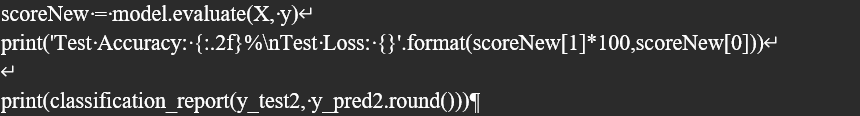 scoreNew = model.evaluate(X, y)↵
print('Test Accuracy: {:.2f}%\nTest Loss: {}'.format(scoreNew[1]*100,scoreNew[0]))↵
↵
print(classification_report(y_test2, y_pred2.round()))¶